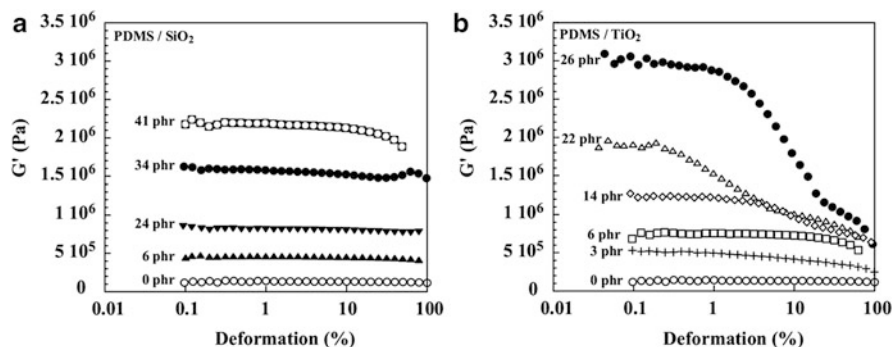 a
PDMS / SiO₂
3.5 10⁶
3 10⁶
2.5 10⁶
2 10⁶
1.5 10⁶
1 10⁶
5 10⁵
0
G' (Pa)
41 phr
34 phr
24 phr
6 phr
0 phr
0.01 0.1 1 10 100
Deformation (%)
b
PDMS / TiO₂
3.5 10⁶
3 10⁶
2.5 10⁶
2 10⁶
1.5 10⁶
1 10⁶
5 10⁵
0
G' (Pa)
26 phr
22 phr
14 phr
6 phr
3 phr
0 phr
0.01 0.1 1 10 100
Deformation (%)